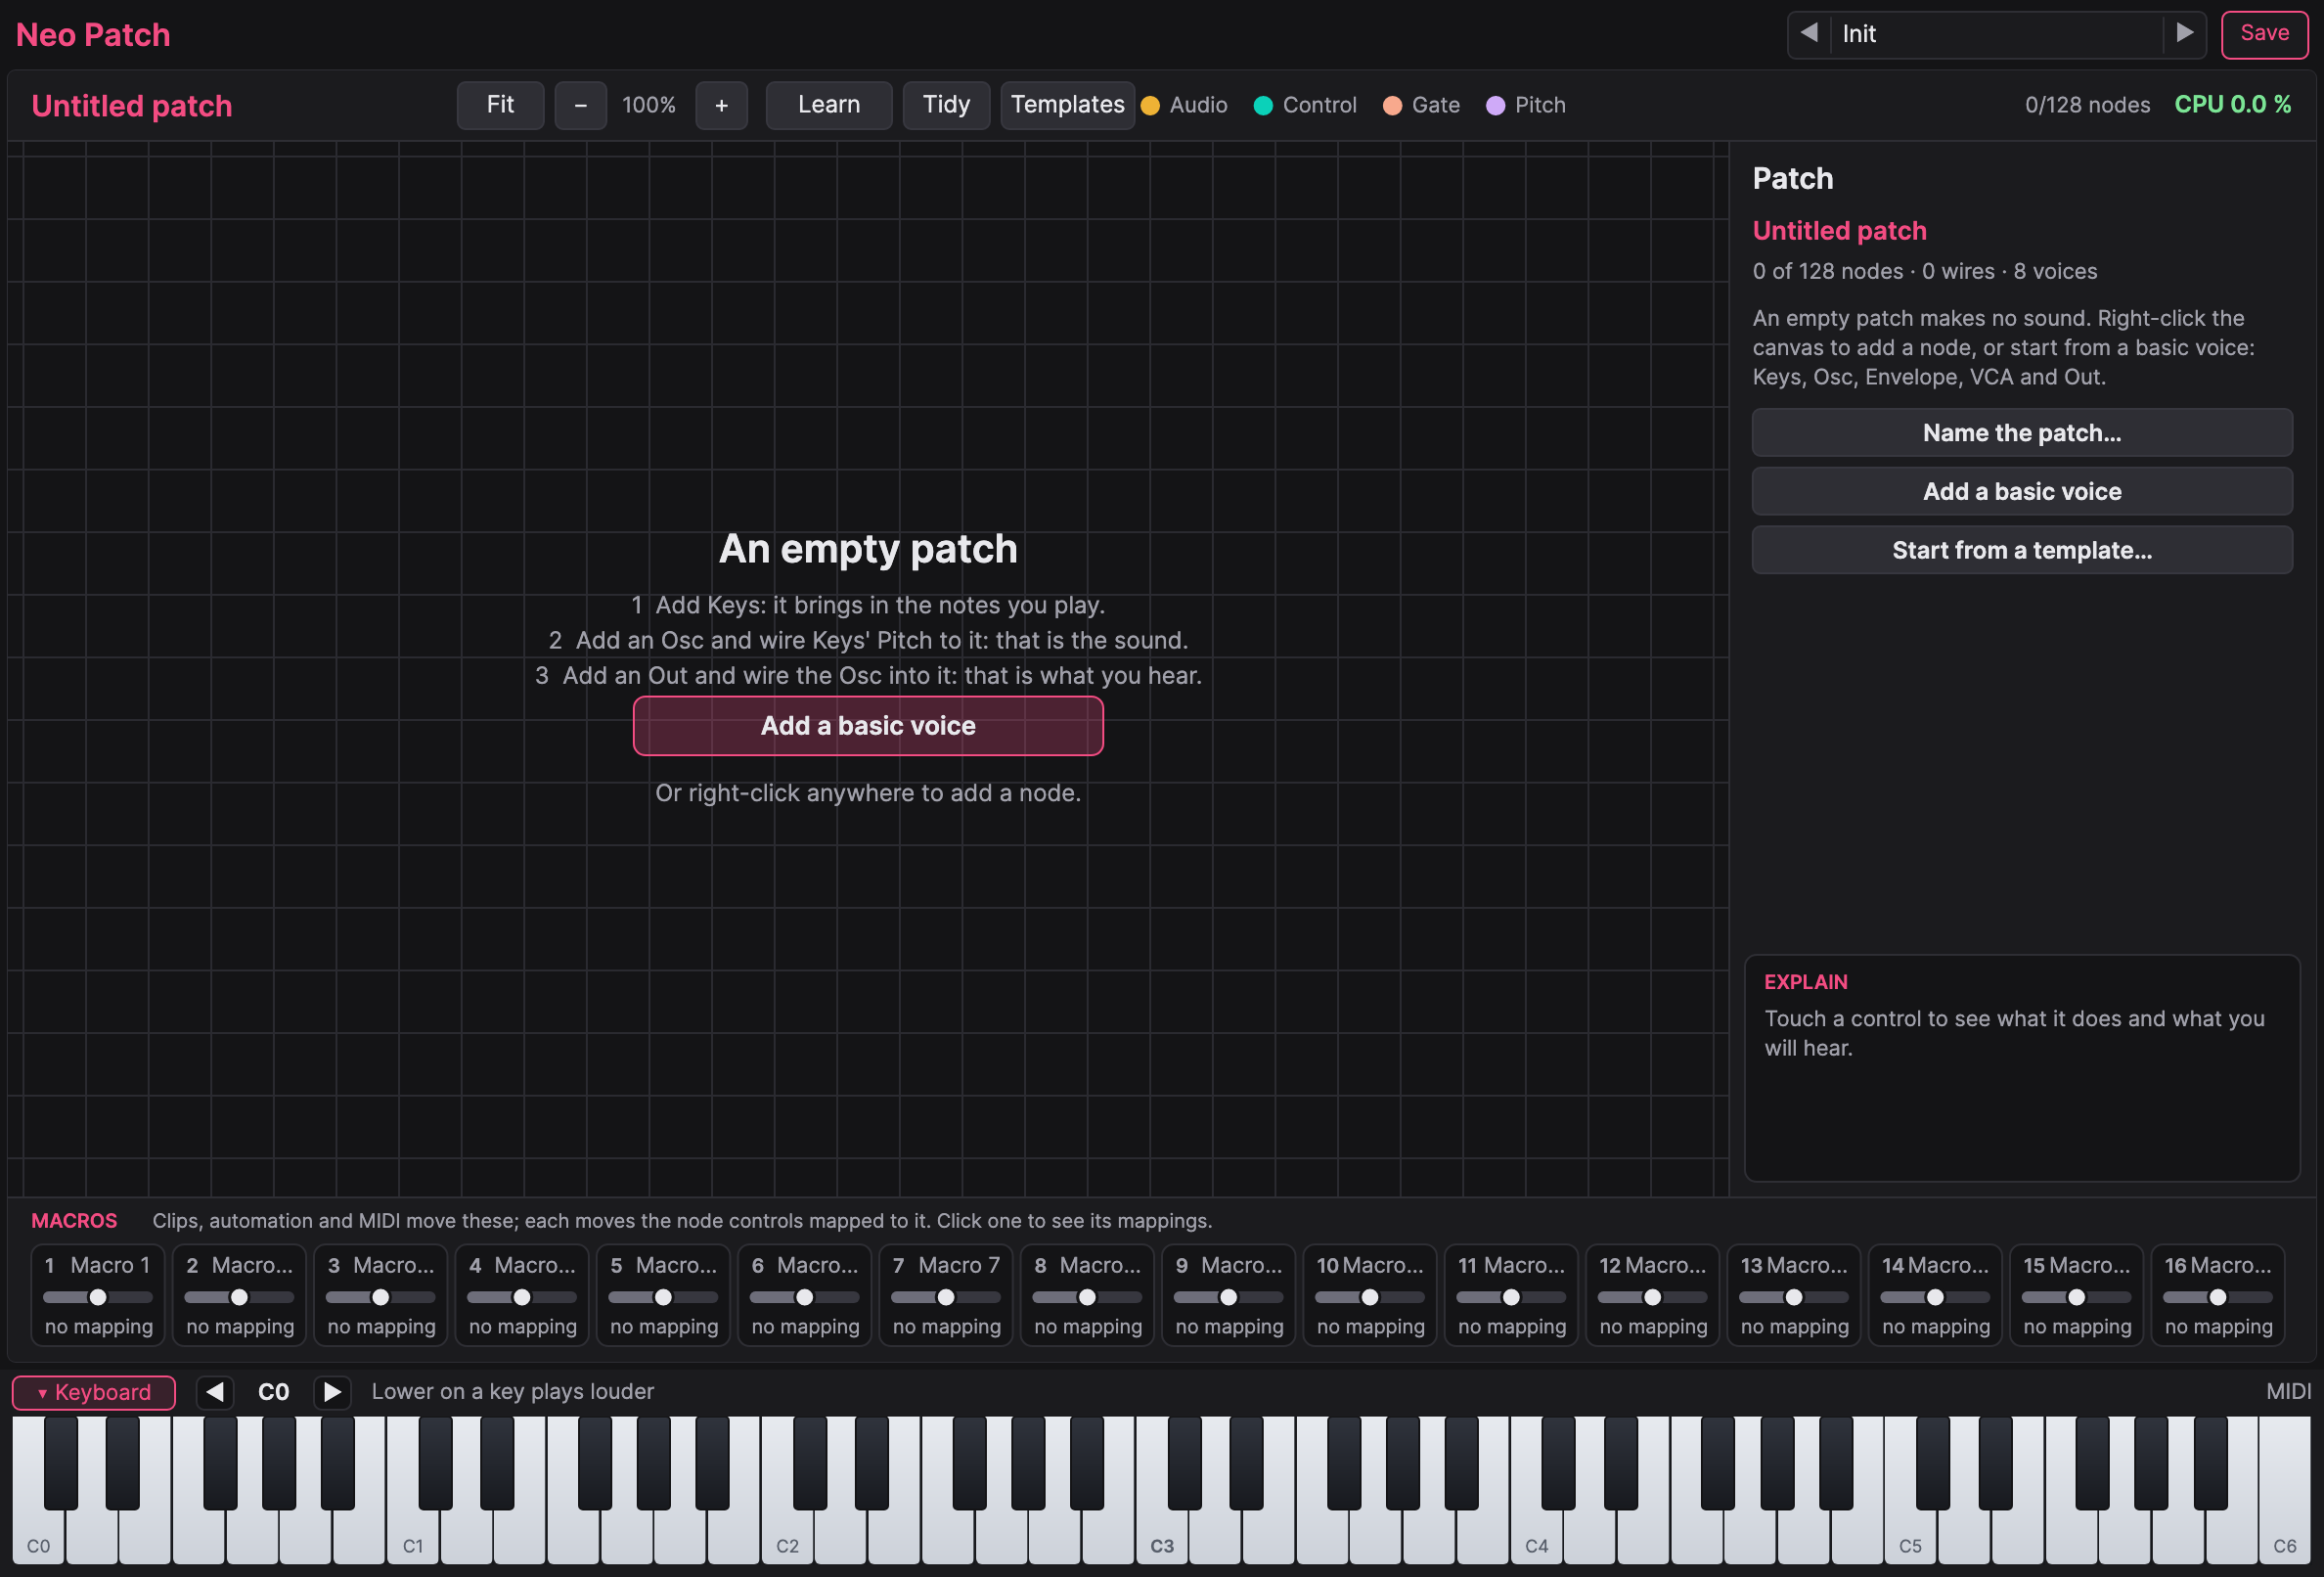 Neo Patch
Init
Save
Untitled patch
Fit
–
100%
+
Learn
Tidy
Templates
Audio
Control
Gate
Pitch
0/128 nodes
CPU 0.0 %
An empty patch
1 Add Keys: it brings in the notes you play.
2 Add an Osc and wire Keys' Pitch to it: that is the sound.
3 Add an Out and wire the Osc into it: that is what you hear.
Add a basic voice
Or right-click anywhere to add a node.
Patch
Untitled patch
0 of 128 nodes · 0 wires · 8 voices
An empty patch makes no sound. Right-click the
canvas to add a node, or start from a basic voice:
Keys, Osc, Envelope, VCA and Out.
Name the patch...
Add a basic voice
Start from a template...
EXPLAIN
Touch a control to see what it does and what you
will hear.
MACROS Clips, automation and MIDI move these; each moves the node controls mapped to it. Click one to see its mappings.
1 Macro 1
no mapping
2 Macro...
no mapping
3 Macro...
no mapping
4 Macro...
no mapping
5 Macro...
no mapping
6 Macro...
no mapping
7 Macro 7
no mapping
8 Macro...
no mapping
9 Macro...
no mapping
10 Macro...
no mapping
11 Macro...
no mapping
12 Macro...
no mapping
13 Macro...
no mapping
14 Macro...
no mapping
15 Macro...
no mapping
16 Macro...
no mapping
Keyboard
C0
Lower on a key plays louder
MIDI
C0
C1
C2
C3
C4
C5
C6